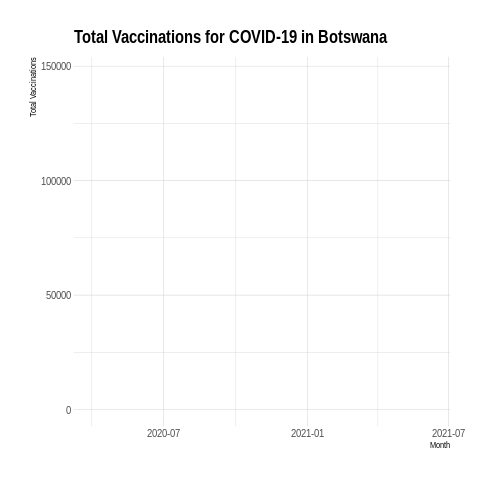 Total Vaccinations for COVID-19 in Botswana
Total Vaccinations
150000
100000
50000
0
2020-07
2021-01
2021-07
Month